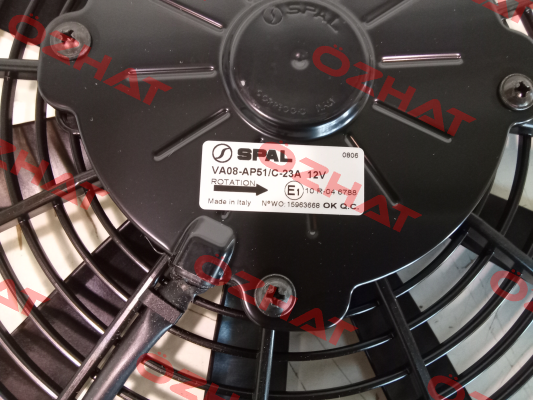 SPAL
SPAL
0606
VA08-AP51/C-23A 12V
ROTATION
E1 10 R-04 6788
Made in Italy N°WO:15963668 OK Q.C.
OZHAT
OZHAT
OZHAT
OZHAT
OZHAT
OZHAT